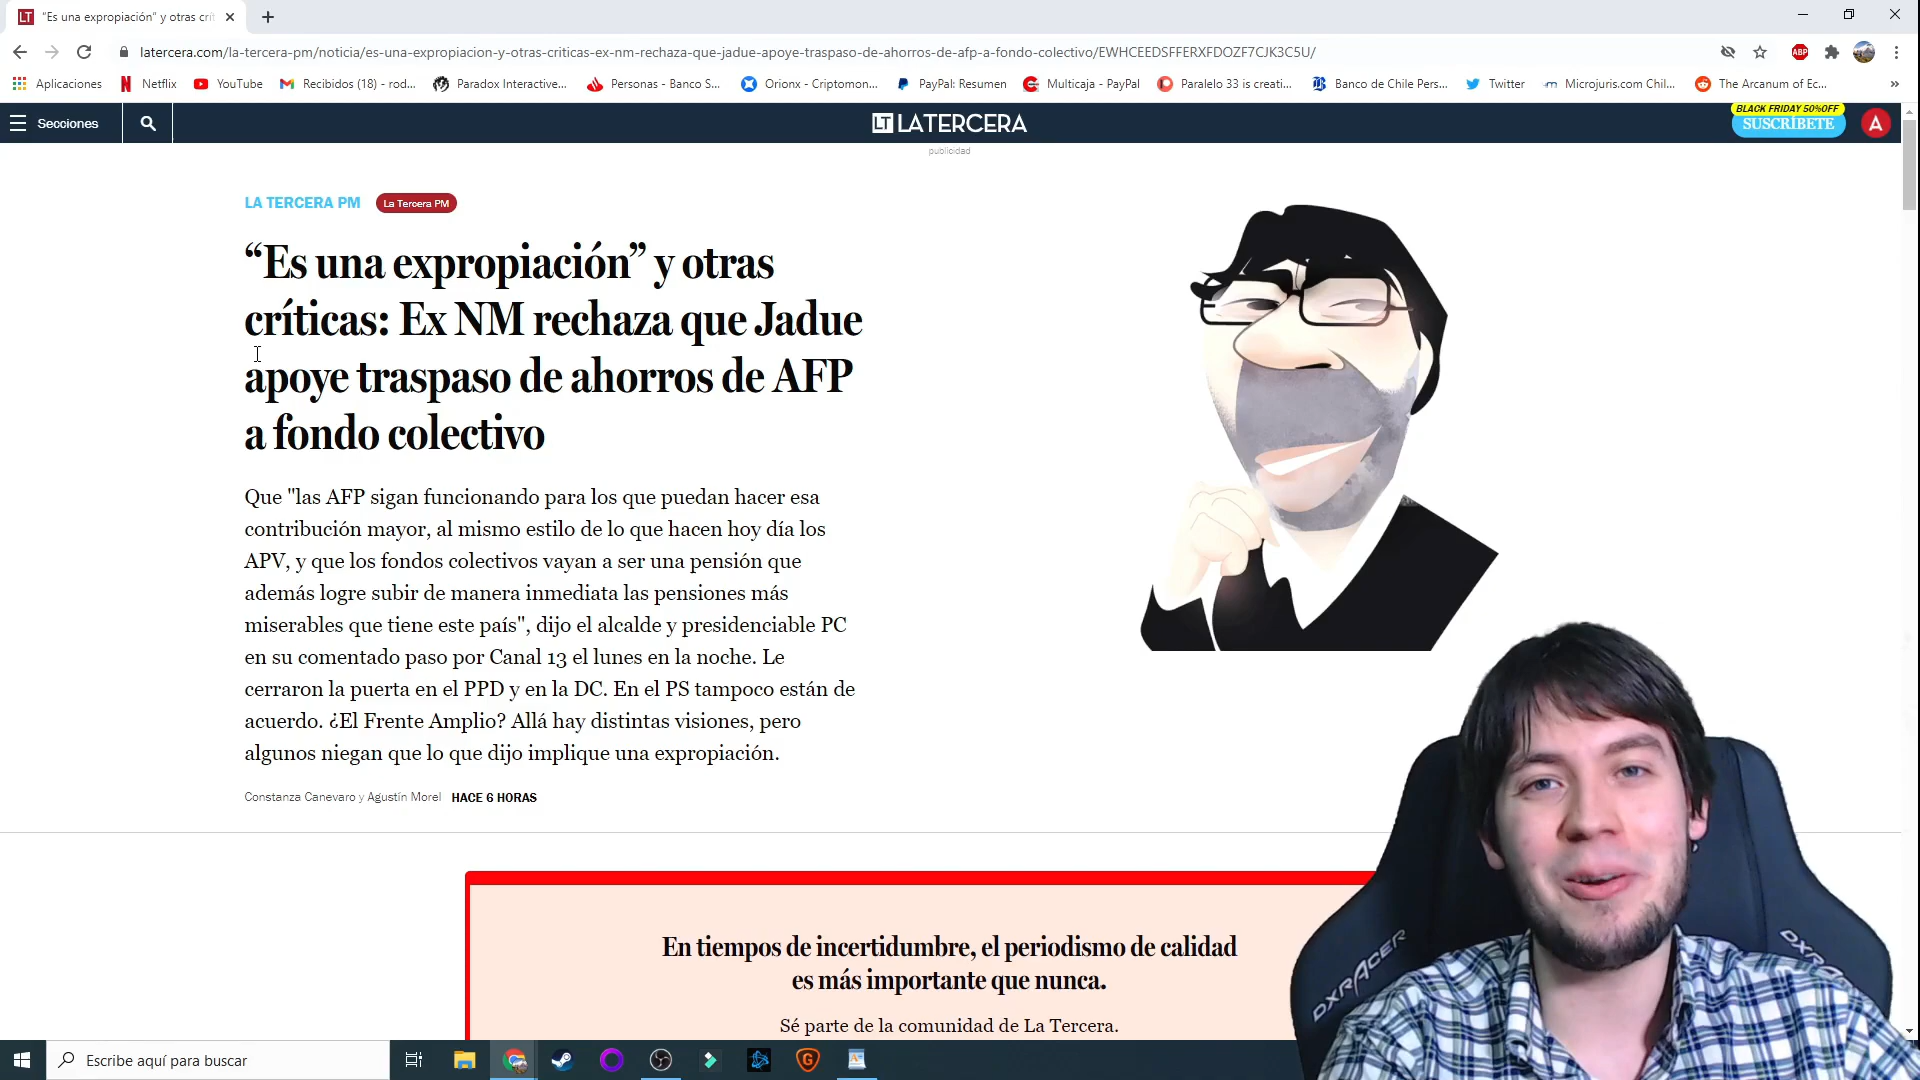 LT "Es una expropiación" y otras crít
latercera.com/la-tercera-pm/noticia/es-una-expropiacion-y-otras-criticas-ex-nm-rechaza-que-jadue-apoye-traspaso-de-ahorros-de-afp-a-fondo-colectivo/EWHCEEDSFFERXFDOZF7CJK3C5U/
ABP
Aplicaciones Netflix YouTube Recibidos (18) - rod... Paradox Interactive... Personas - Banco S... Orionx - Criptomon... PayPal: Resumen Multicaja - PayPal Paralelo 33 is creati... Banco de Chile Pers... Twitter Microjuris.com Chil... The Arcanum of Ec... »
BLACK FRIDAY 50%OFF
Secciones LT LATERCERA SUSCRÍBETE A
publicidad
LA TERCERA PM La Tercera PM
“Es una expropiación” y otras
críticas: Ex NM rechaza que Jadue
apoye traspaso de ahorros de AFP
a fondo colectivo
Que "las AFP sigan funcionando para los que puedan hacer esa
contribución mayor, al mismo estilo de lo que hacen hoy día los
APV, y que los fondos colectivos vayan a ser una pensión que
además logre subir de manera inmediata las pensiones más
miserables que tiene este país", dijo el alcalde y presidenciable PC
en su comentado paso por Canal 13 el lunes en la noche. Le
cerraron la puerta en el PPD y en la DC. En el PS tampoco están de
acuerdo. ¿El Frente Amplio? Allá hay distintas visiones, pero
algunos niegan que lo que dijo implique una expropiación.
Constanza Canevaro y Agustín Morel HACE 6 HORAS
En tiempos de incertidumbre, el periodismo de calidad
es más importante que nunca.
Sé parte de la comunidad de La Tercera.
DXRACER
DXRACER
Escribe aquí para buscar